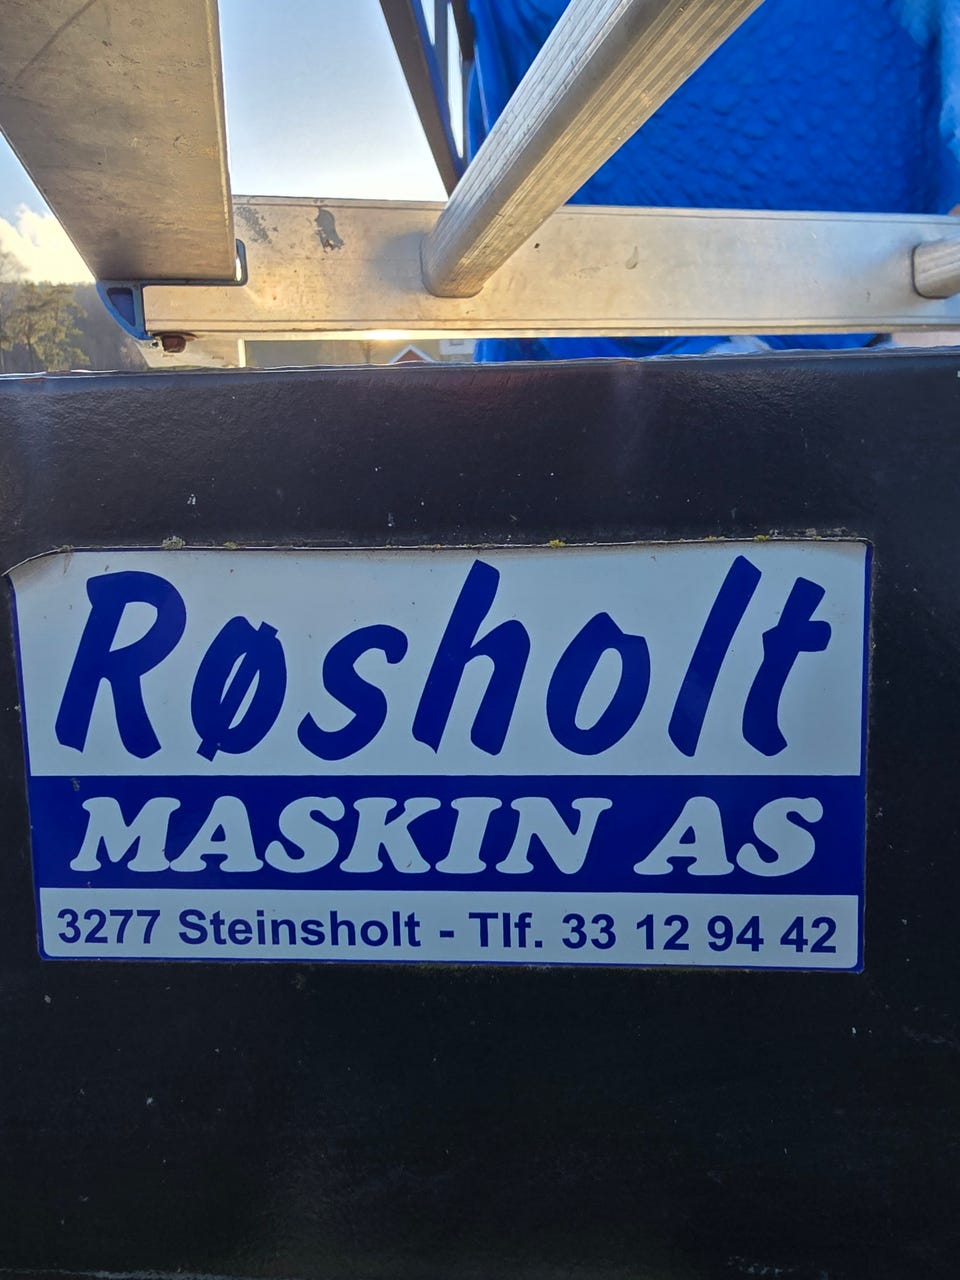 Røsholt
MASKIN AS
3277 Steinsholt - Tlf. 33 12 94 42